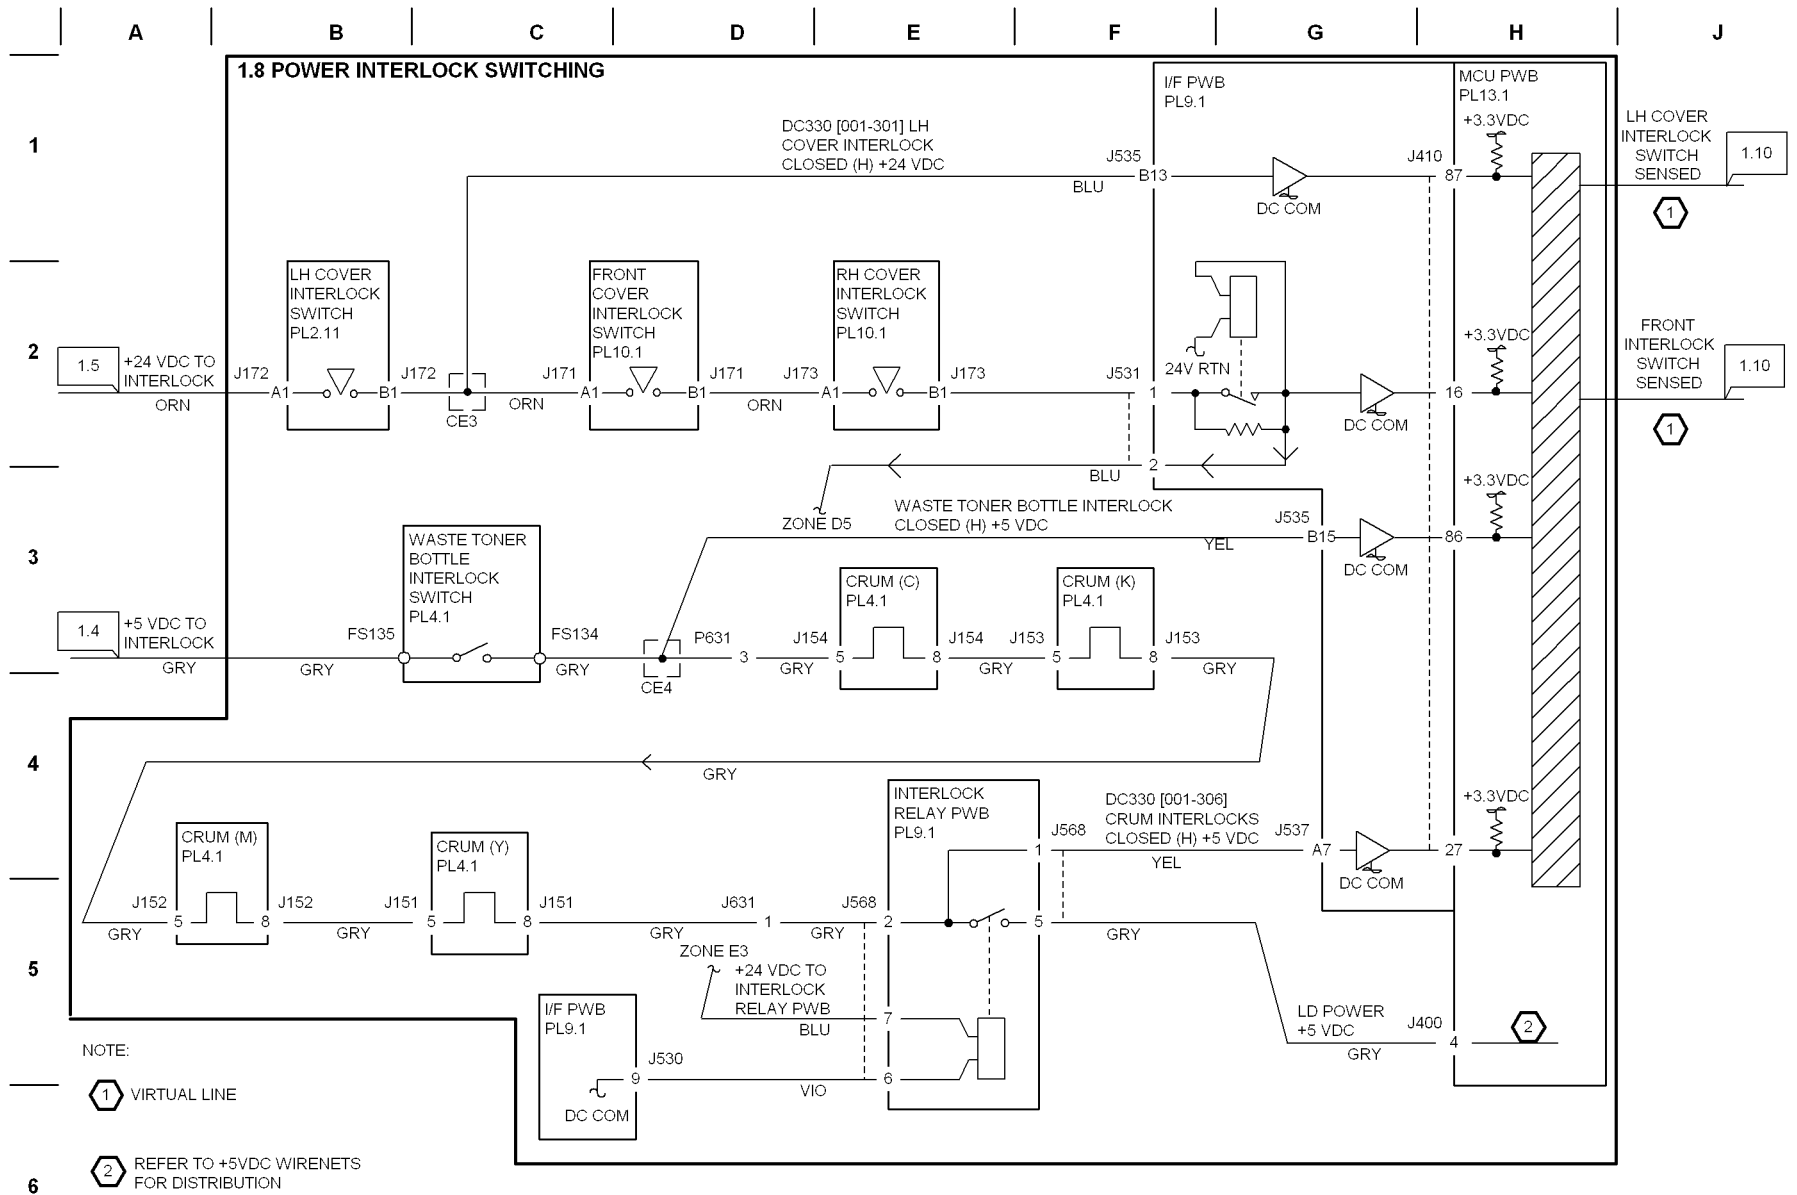 A B C D E F G H J
1.8 POWER INTERLOCK SWITCHING
1
I/F PWB
PL9.1
MCU PWB
PL13.1
+3.3VDC
DC330 [001-301] LH
COVER INTERLOCK
CLOSED (H) +24 VDC
J535
B13
BLU
DC COM
J410
87
LH COVER
INTERLOCK
SWITCH
SENSED
1.10
1
2
1.5
+24 VDC TO
INTERLOCK
ORN
J172
A1
LH COVER
INTERLOCK
SWITCH
PL2.11
B1
J172
CE3
ORN
J171
A1
FRONT
COVER
INTERLOCK
SWITCH
PL10.1
B1
J171
ORN
J173
A1
RH COVER
INTERLOCK
SWITCH
PL10.1
B1
J173
J531
1
24V RTN
DC COM
16
+3.3VDC
FRONT
INTERLOCK
SWITCH
SENSED
1.10
1
2
BLU
ZONE D5
3
WASTE TONER BOTTLE INTERLOCK
CLOSED (H) +5 VDC
YEL
J535
B15
DC COM
86
+3.3VDC
1.4
+5 VDC TO
INTERLOCK
GRY
GRY
FS135
WASTE TONER
BOTTLE
INTERLOCK
SWITCH
PL4.1
FS134
GRY
CE4
P631
3
GRY
J154
5
CRUM (C)
PL4.1
8
J154
GRY
J153
5
CRUM (K)
PL4.1
8
J153
GRY
4
GRY
INTERLOCK
RELAY PWB
PL9.1
J568
1
DC330 [001-306]
CRUM INTERLOCKS
CLOSED (H) +5 VDC
YEL
J537
A7
DC COM
27
+3.3VDC
5
GRY
J152
5
CRUM (M)
PL4.1
8
J152
GRY
J151
5
CRUM (Y)
PL4.1
8
J151
GRY
J631
1
GRY
J568
2
5
GRY
ZONE E3
+24 VDC TO
INTERLOCK
RELAY PWB
BLU
7
I/F PWB
PL9.1
J530
9
DC COM
VIO
6
LD POWER
+5 VDC
GRY
J400
4
2
NOTE:
1 VIRTUAL LINE
6
2 REFER TO +5VDC WIRENETS
FOR DISTRIBUTION